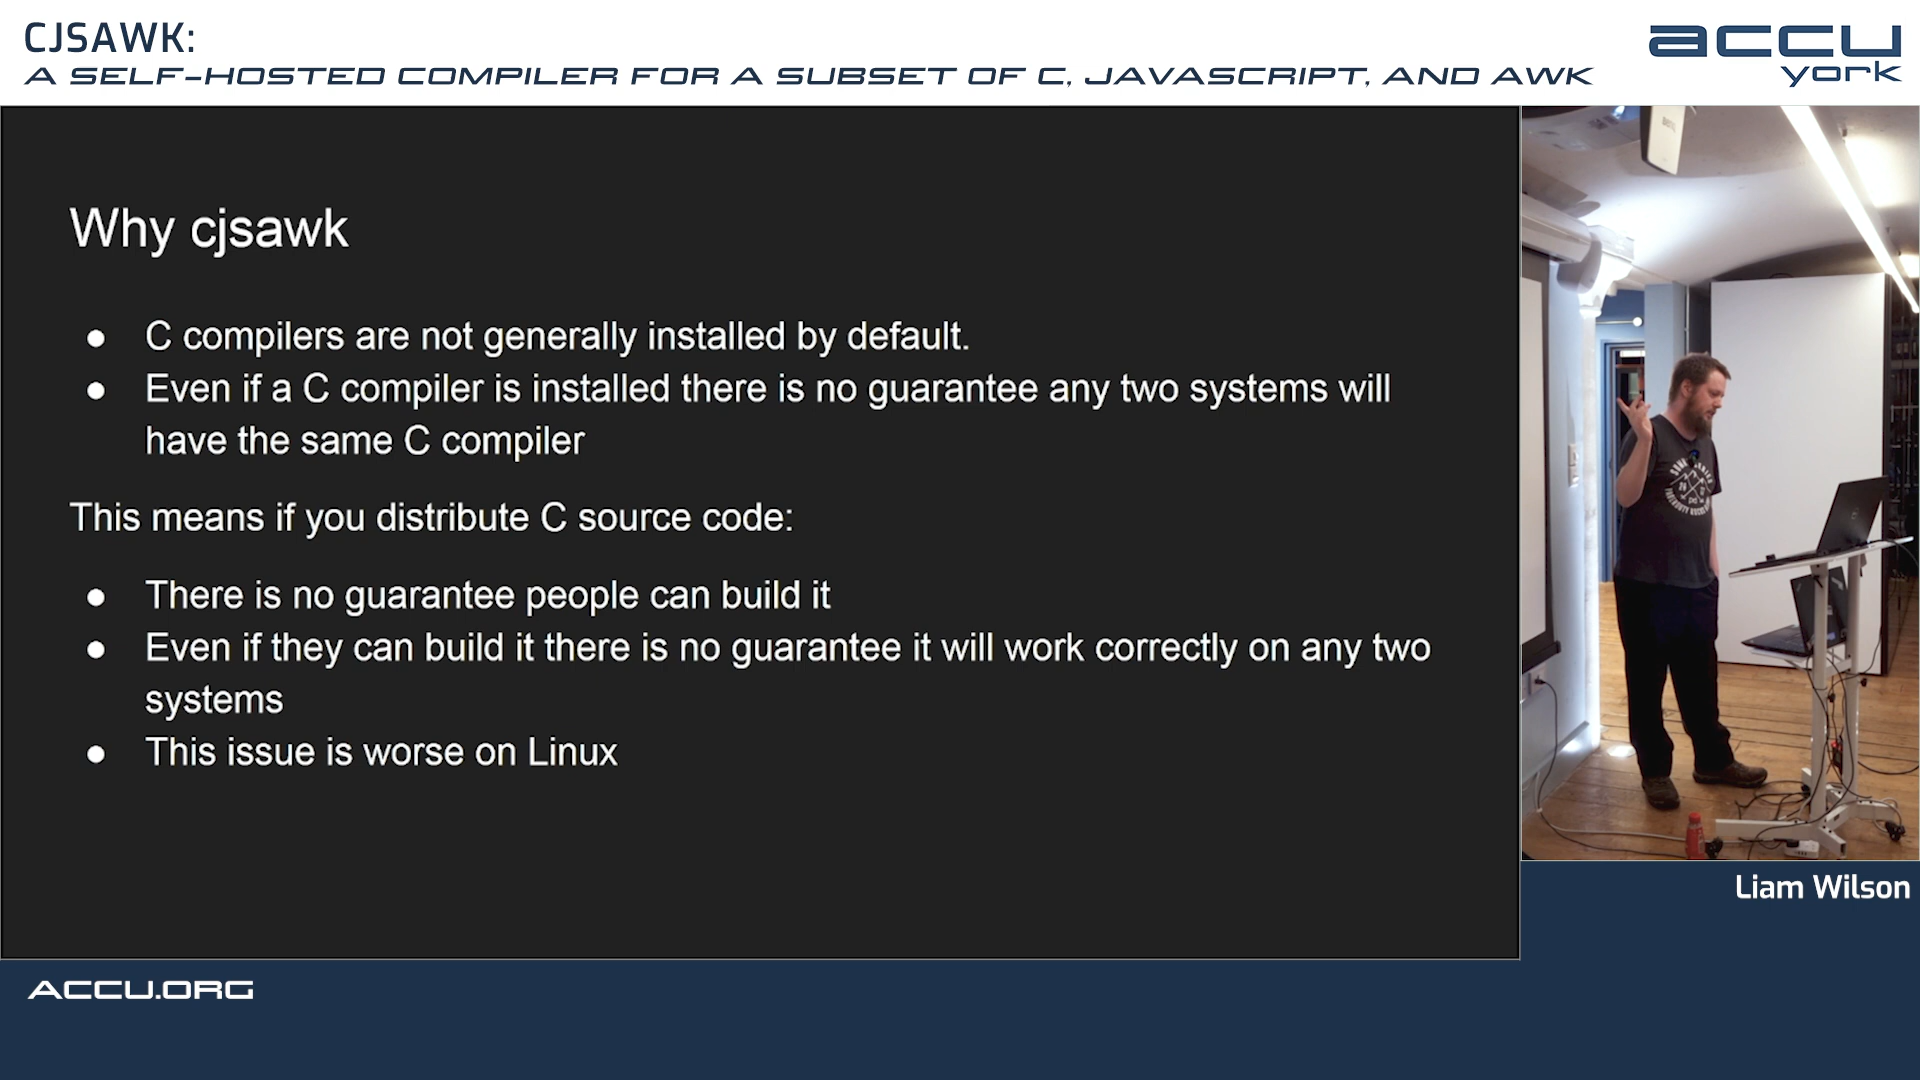 CJSAWK:
A SELF-HOSTED COMPILER FOR A SUBSET OF C, JAVASCRIPT, AND AWK
accu
york
Why cjsawk
● C compilers are not generally installed by default.
● Even if a C compiler is installed there is no guarantee any two systems will
have the same C compiler
This means if you distribute C source code:
● There is no guarantee people can build it
● Even if they can build it there is no guarantee it will work correctly on any two
systems
● This issue is worse on Linux
Liam Wilson
ACCU.ORG